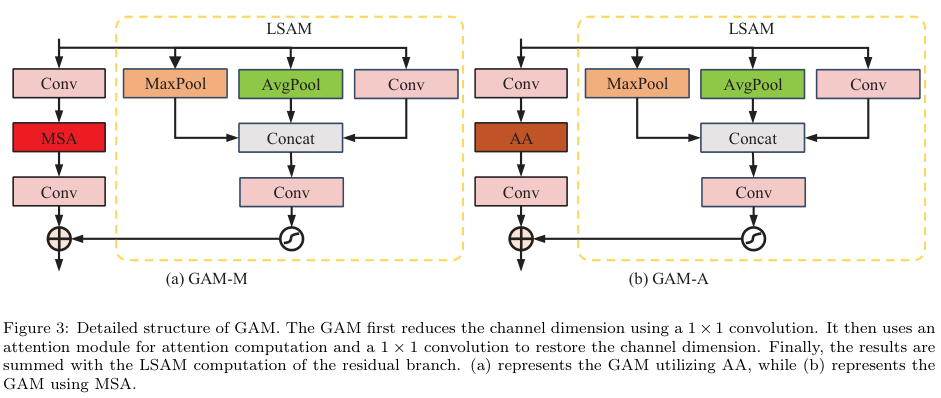 LSAM
Conv
MaxPool
AvgPool
Conv
MSA
Concat
Conv
Conv
(a) GAM-M
LSAM
Conv
MaxPool
AvgPool
Conv
AA
Concat
Conv
Conv
(b) GAM-A
Figure 3: Detailed structure of GAM. The GAM first reduces the channel dimension using a 1 × 1 convolution. It then uses an
attention module for attention computation and a 1 × 1 convolution to restore the channel dimension. Finally, the results are
summed with the LSAM computation of the residual branch. (a) represents the GAM utilizing AA, while (b) represents the
GAM using MSA.